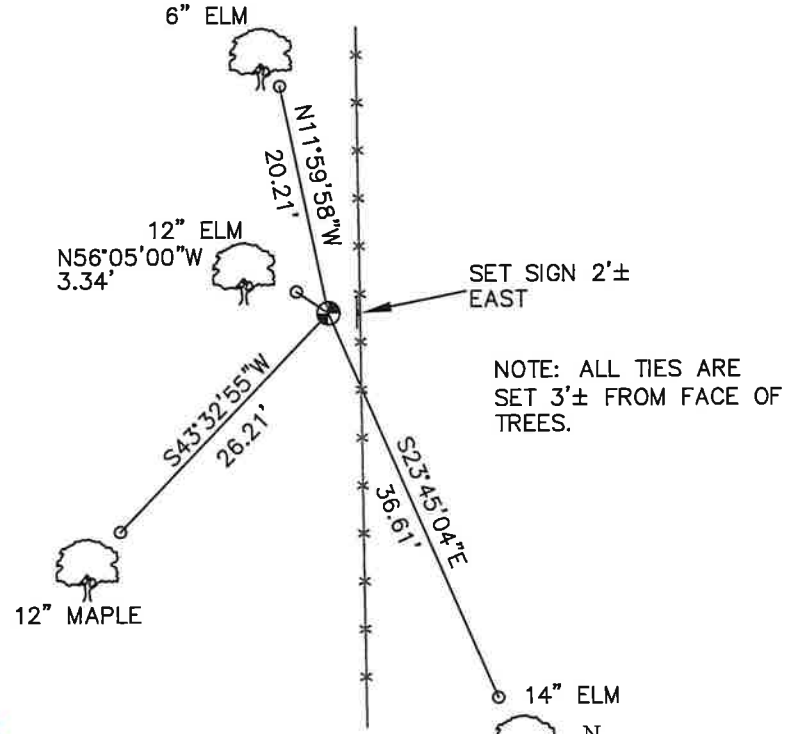 6" ELM
N11°59'58"W
20.21'
12" ELM
N56°05'00"W
3.34'
SET SIGN 2'±
EAST
NOTE: ALL TIES ARE
SET 3'± FROM FACE OF
TREES.
S43°32'55"W
26.21'
S23°45'04"E
36.61'
12" MAPLE
14" ELM
N